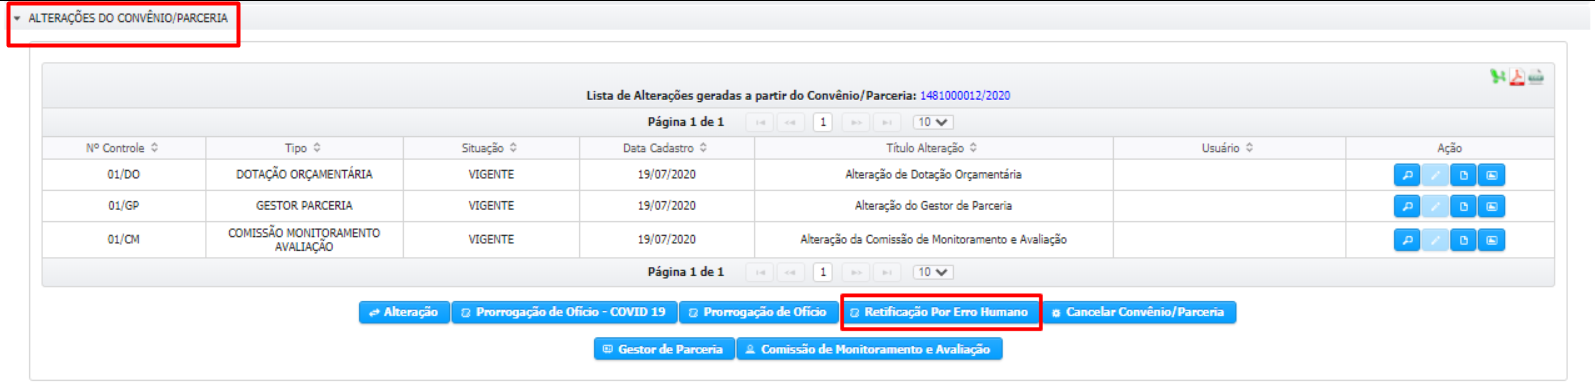 ALTERAÇÕES DO CONVÊNIO/PARCERIA
Lista de Alterações geradas a partir do Convênio/Parceria: 1481000012/2020
Página 1 de 1 1 10
Nº Controle Tipo Situação Data Cadastro Título Alteração Usuário Ação
01/DO DOTAÇÃO ORÇAMENTÁRIA VIGENTE 19/07/2020 Alteração de Dotação Orçamentária
01/GP GESTOR PARCERIA VIGENTE 19/07/2020 Alteração do Gestor de Parceria
01/CM COMISSÃO MONITORAMENTO AVALIAÇÃO VIGENTE 19/07/2020 Alteração da Comissão de Monitoramento e Avaliação
Página 1 de 1 1 10
Alteração Prorrogação de Ofício - COVID 19 Prorrogação de Ofício Retificação Por Erro Humano Cancelar Convênio/Parceria
Gestor de Parceria Comissão de Monitoramento e Avaliação